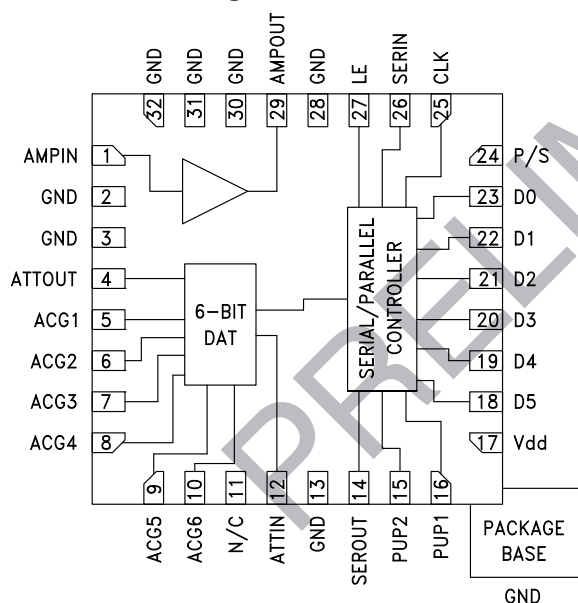 GND
GND
GND
AMPOUT
GND
LE
SERIN
CLK
32
31
30
29
28
27
26
25
AMPIN 1
GND 2
GND 3
ATTOUT 4
ACG1 5
ACG2 6
ACG3 7
ACG4 8
24 P/S
23 D0
22 D1
21 D2
20 D3
19 D4
18 D5
17 Vdd
6-BIT
DAT
SERIAL/PARALLEL
CONTROLLER
9
10
11
12
13
14
15
16
ACG5
ACG6
N/C
ATTIN
GND
SEROUT
PUP2
PUP1
PACKAGE
BASE
GND